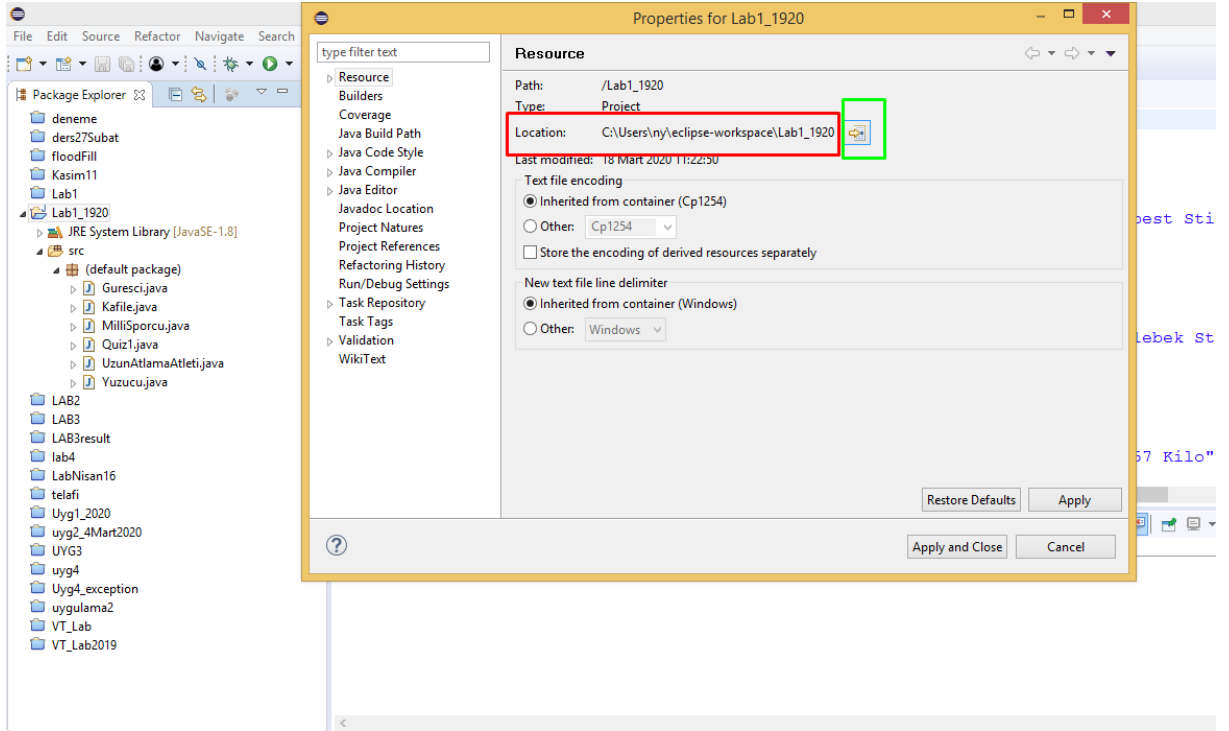 Properties for Lab1_1920
File Edit Source Refactor Navigate Search
Package Explorer
deneme
ders27Subat
floodFill
Kasim11
Lab1
Lab1_1920
JRE System Library [JavaSE-1.8]
src
(default package)
Guresci.java
Kafile.java
MilliSporcu.java
Quiz1.java
UzunAtlamaAtleti.java
Yuzucu.java
LAB2
LAB3
LAB3result
lab4
LabNisan16
telafi
Uyg1_2020
uyg2_4Mart2020
UYG3
uyg4
Uyg4_exception
uygulama2
VT_Lab
VT_Lab2019
type filter text
Resource
Builders
Coverage
Java Build Path
Java Code Style
Java Compiler
Java Editor
Javadoc Location
Project Natures
Project References
Refactoring History
Run/Debug Settings
Task Repository
Task Tags
Validation
WikiText
Resource
Path: /Lab1_1920
Type: Project
Location: C:\Users\ny\eclipse-workspace\Lab1_1920
Last modified: 18 Mart 2020 11:22:50
Text file encoding
Inherited from container (Cp1254)
Other: Cp1254
Store the encoding of derived resources separately
New text file line delimiter
Inherited from container (Windows)
Other: Windows
Restore Defaults Apply
Apply and Close Cancel
best Sti
lebek St
57 Kilo"